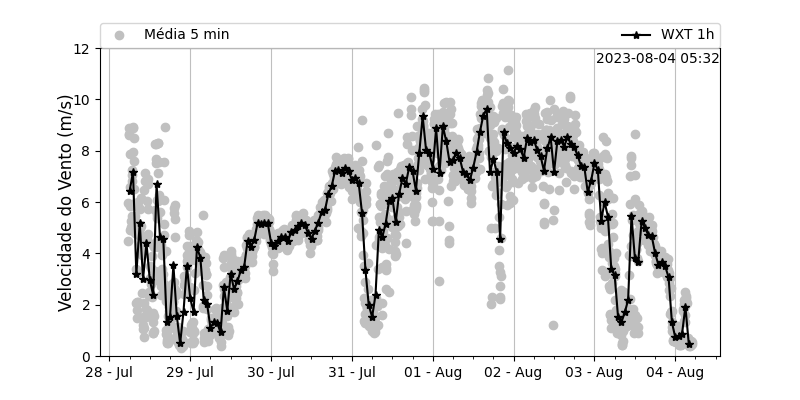 Média 5 min
WXT 1h
2023-08-04 05:32
Velocidade do Vento (m/s)
12
10
8
6
4
2
0
28 - Jul
29 - Jul
30 - Jul
31 - Jul
01 - Aug
02 - Aug
03 - Aug
04 - Aug